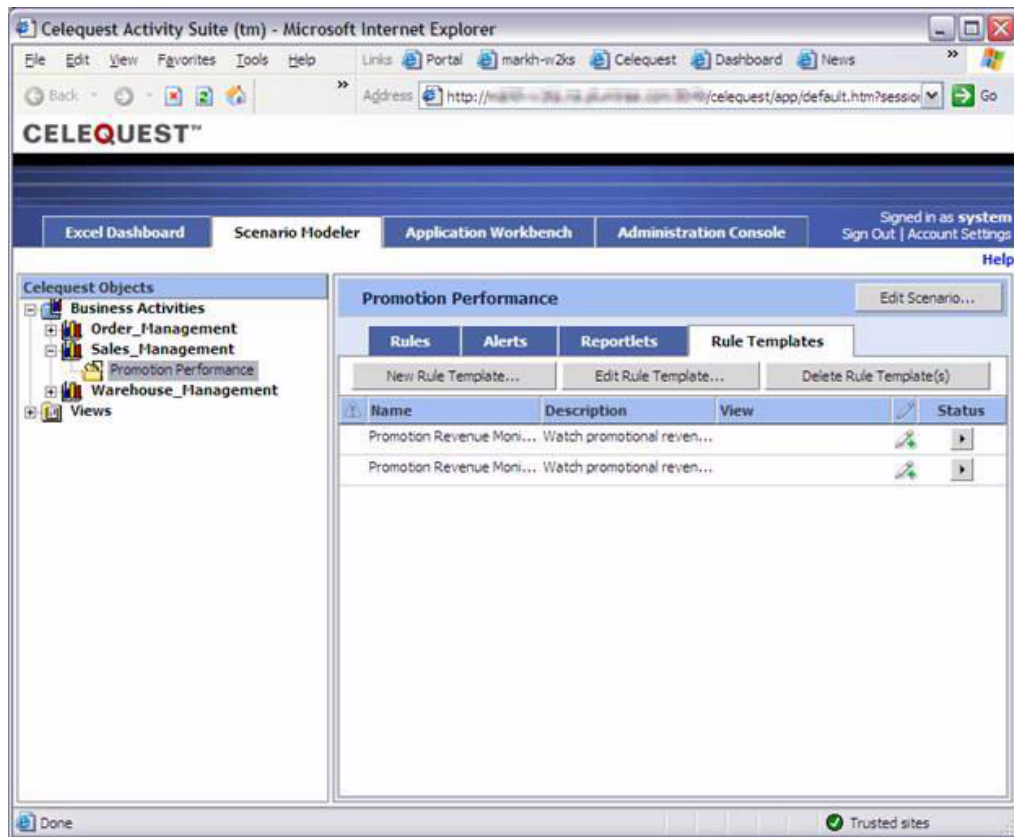 Celequest Activity Suite (tm) - Microsoft Internet Explorer
File Edit View Favorites Tools Help Links Portal markh-w2ks Celequest Dashboard News »
Back » Address http:// /celequest/app/default.htm?session Go
CELEQUEST™
Signed in as system
Excel Dashboard Scenario Modeler Application Workbench Administration Console Sign Out | Account Settings
Help
Celequest Objects
Business Activities
Order_Management
Sales_Management
Promotion Performance
Warehouse_Management
Views
Promotion Performance Edit Scenario...
Rules Alerts Reportlets Rule Templates
New Rule Template... Edit Rule Template... Delete Rule Template(s)
Name Description View Status
Promotion Revenue Moni... Watch promotional reven...
Promotion Revenue Moni... Watch promotional reven...
Done Trusted sites